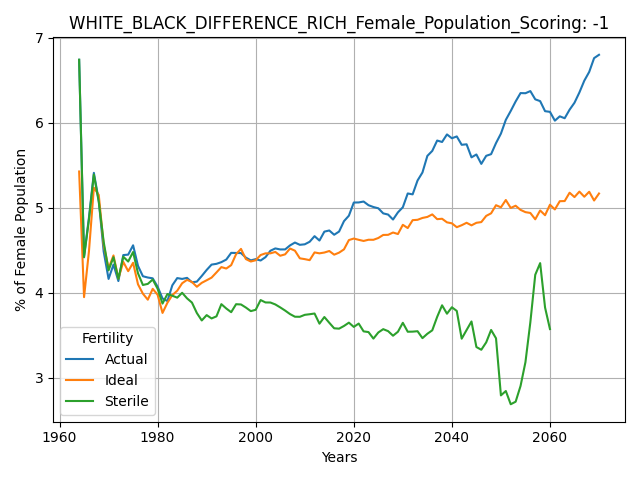 WHITE_BLACK_DIFFERENCE_RICH_Female_Population_Scoring: -1
7
6
5
4
3
% of Female Population
Fertility
Actual
Ideal
Sterile
1960 1980 2000 2020 2040 2060
Years